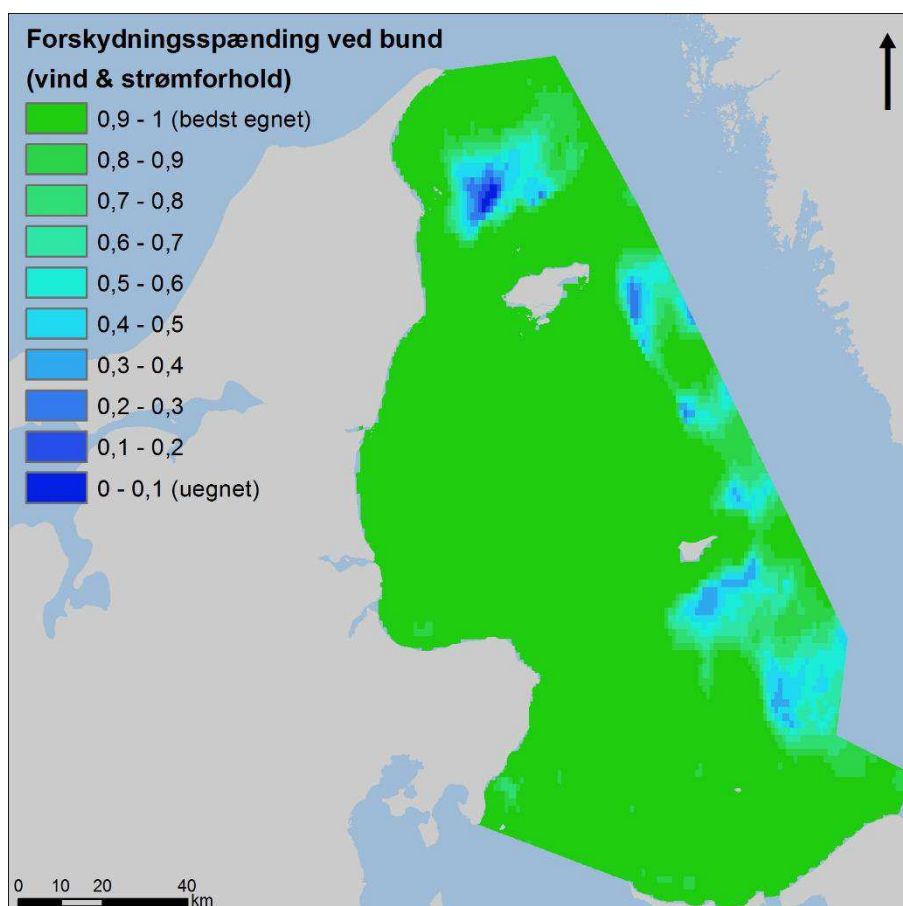 Forskydningsspænding ved bund
(vind & strømforhold)
0,9 - 1 (bedst egnet)
0,8 - 0,9
0,7 - 0,8
0,6 - 0,7
0,5 - 0,6
0,4 - 0,5
0,3 - 0,4
0,2 - 0,3
0,1 - 0,2
0 - 0,1 (uegnet)
0 10 20 40
km